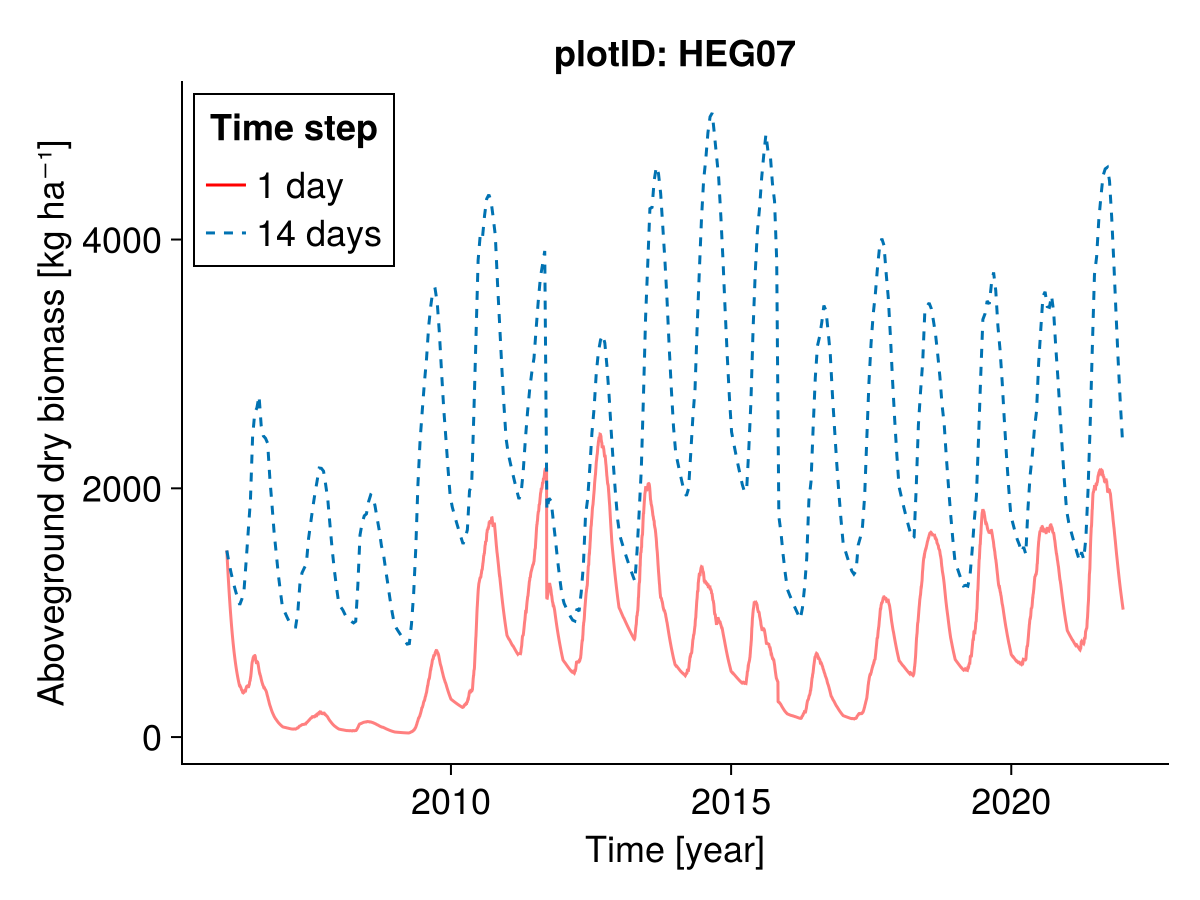 plotID: HEG07
Time step
1 day
14 days
Aboveground dry biomass [kg ha⁻¹]
4000
2000
0
2010
2015
2020
Time [year]